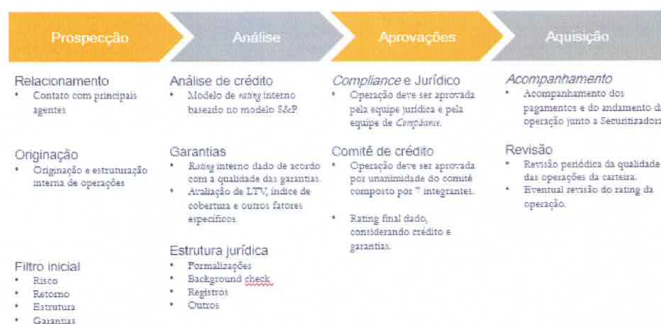 Prospecção
Análise
Aprovações
Aquisição
Relacionamento
• Contato com principais
agentes
Originação
• Originação e estruturação
interna de operações
Filtro inicial
• Risco
• Retorno
• Estrutura
• Garantias
Análise de crédito
• Modelo de rating interno
baseado no modelo S&P
Garantias
• Rating interno dado de acordo
com a qualidade das garantias.
• Avaliação de LTV, índice de
cobertura e outros fatores
específicos.
Estrutura jurídica
• Formalizações
• Background check
• Registros
• Outros
Compliance e Jurídico
• Operação deve ser aprovada
pela equipe jurídica e pela
equipe de Compliance.
Comitê de crédito
• Operação deve ser aprovada
por unanimidade do comitê
composto por 7 integrantes.
• Rating final dado,
considerando crédito e
garantias.
Acompanhamento
• Acompanhamento dos
pagamentos e do andamento da
operação junto a Securitizadora
Revisão
• Revisão periódica da qualidade
das operações da carteira.
• Eventual revisão do rating da
operação.